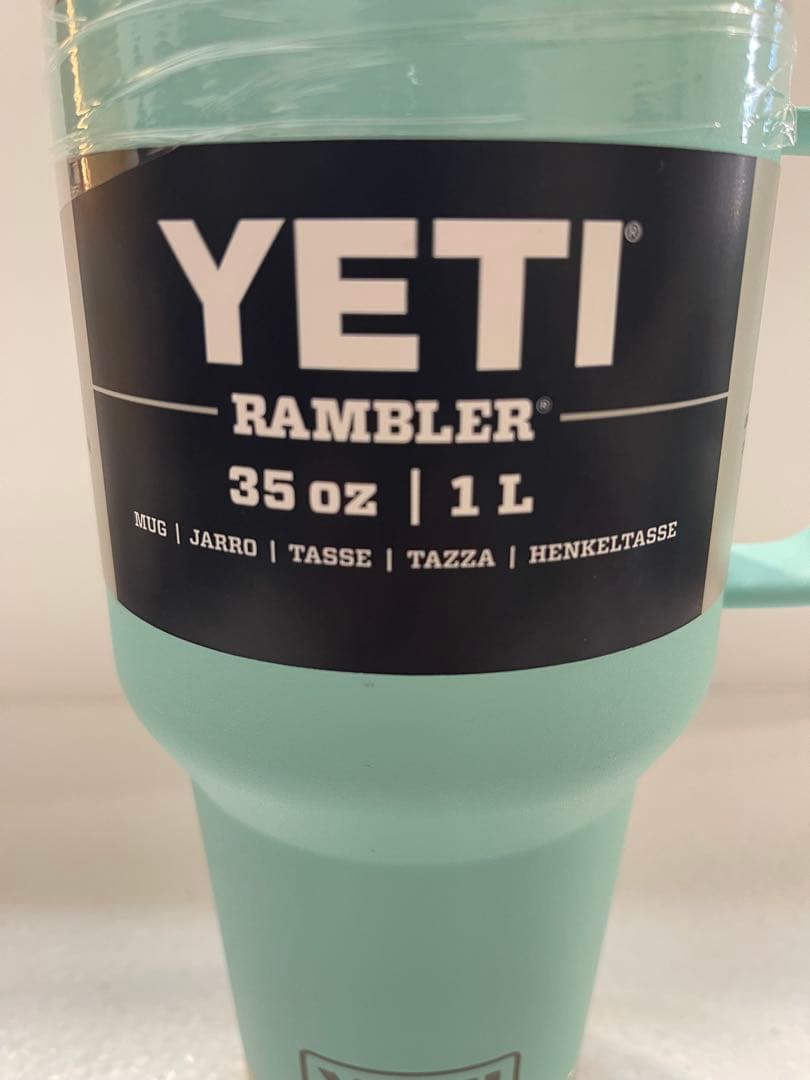 YETI®
RAMBLER®
35 oz | 1 L
MUG | JARRO | TASSE | TAZZA | HENKELTASSE